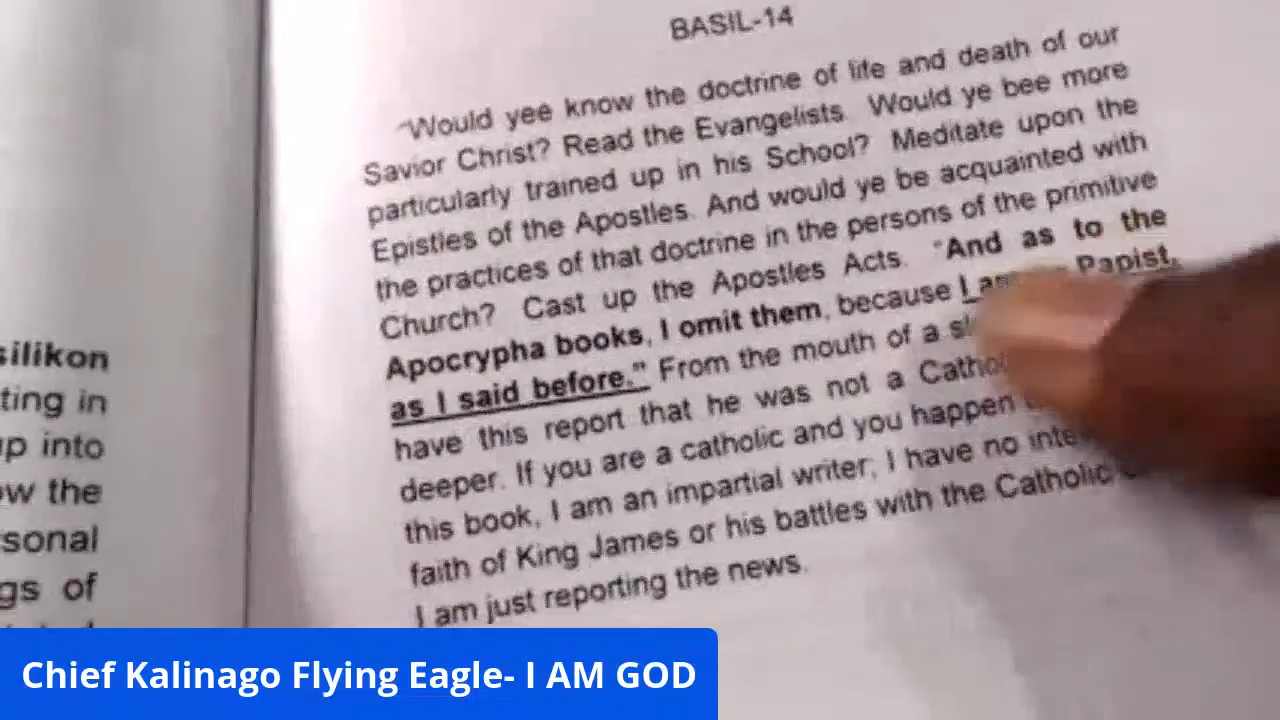 BASIL-14
"Would yee know the doctrine of life and death of our
Savior Christ? Read the Evangelists. Would ye bee more
particularly trained up in his School? Meditate upon the
Epistles of the Apostles. And would ye be acquainted with
the practices of that doctrine in the persons of the primitive
Church? Cast up the Apostles Acts. "And as to the
Apocrypha books, I omit them, because I Papist,
as I said before." From the mouth of a
have this report that he was not a
deeper. If you are a catholic and you happen
this book, I am an impartial writer; I have no
faith of King James or his battles with the Catholic
I am just reporting the news.
silikon
ting in
up into
ow the
sonal
gs of
Chief Kalinago Flying Eagle- I AM GOD